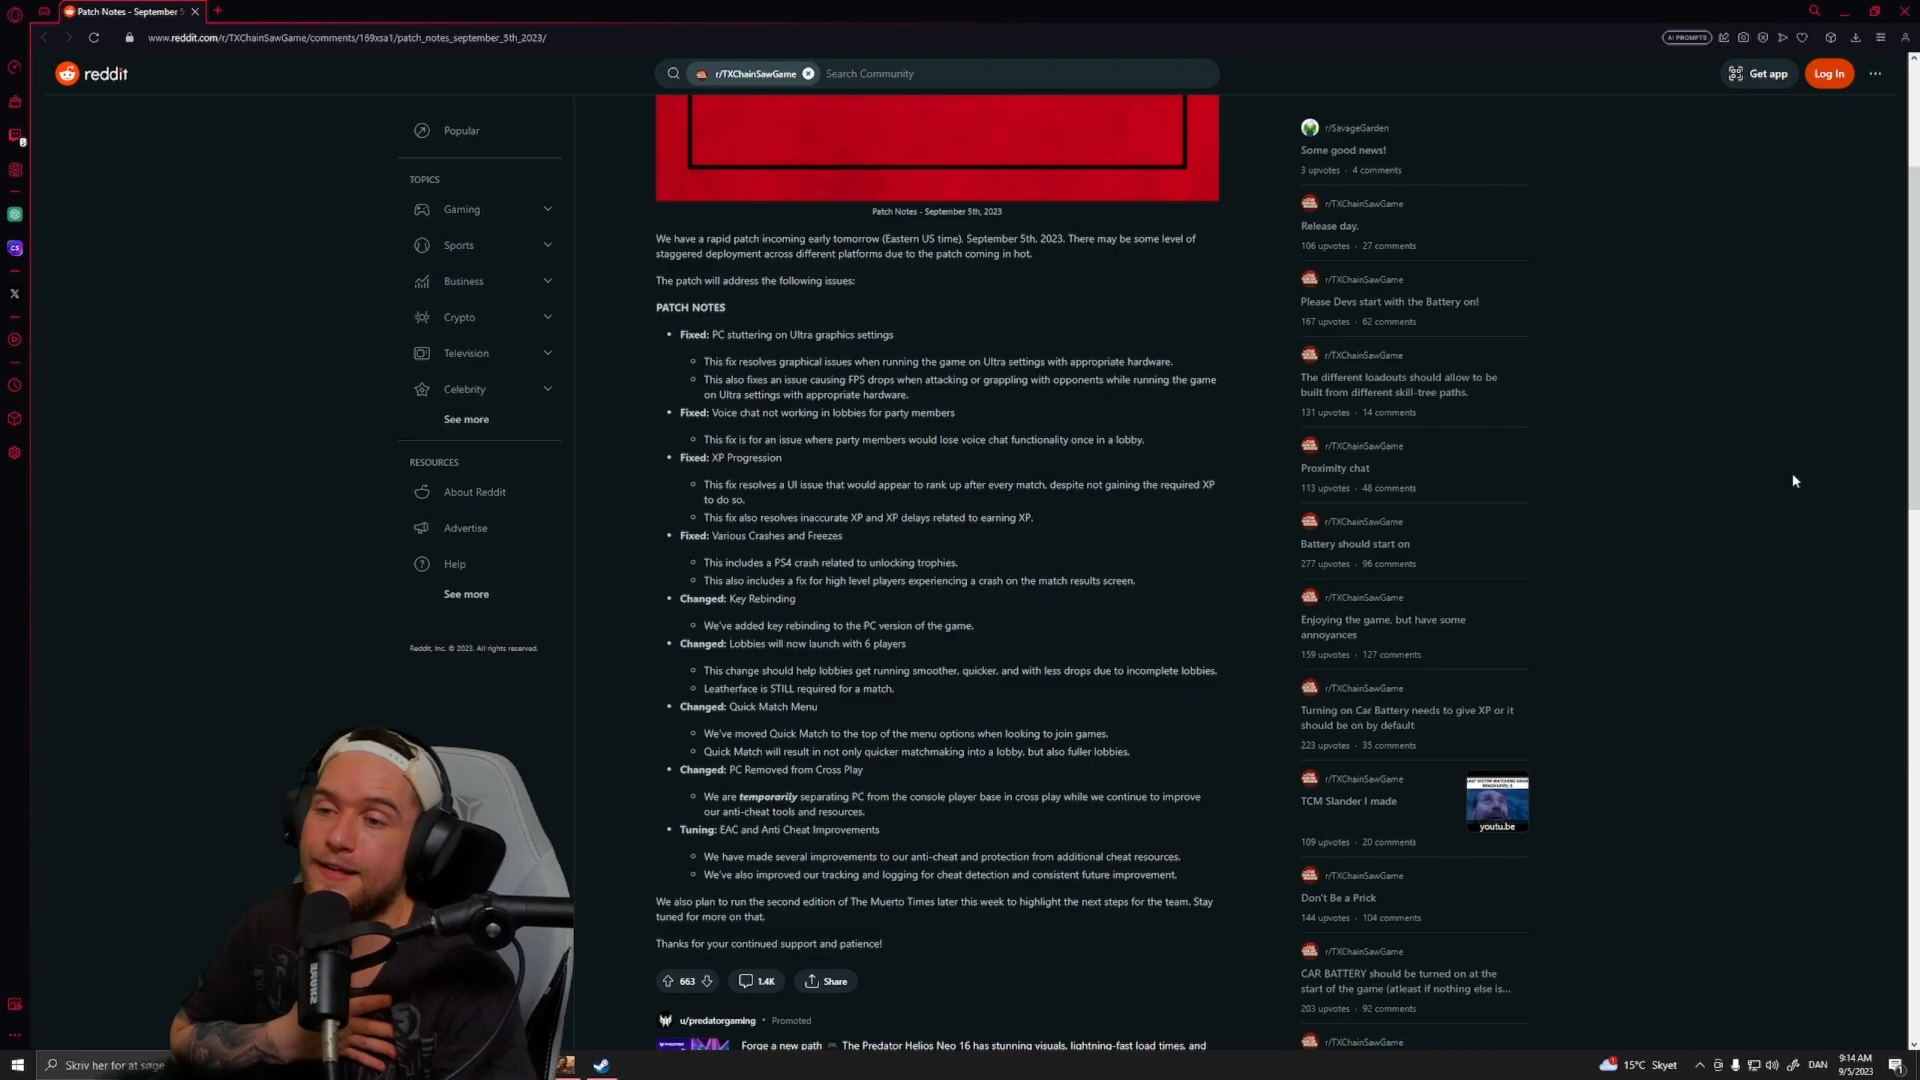 Patch Notes - September 5
www.reddit.com/r/TXChainSawGame/comments/169xsa1/patch_notes_september_5th_2023/
AI PROMPTS
reddit
r/TXChainSawGame
Search Community
Get app
Log In
Popular
TOPICS
Gaming
Sports
Business
Crypto
Television
Celebrity
See more
RESOURCES
About Reddit
Advertise
Help
See more
Reddit, Inc. © 2023. All rights reserved.
Patch Notes - September 5th, 2023
We have a rapid patch incoming early tomorrow (Eastern US time), September 5th, 2023. There may be some level of
staggered deployment across different platforms due to the patch coming in hot.
The patch will address the following issues:
PATCH NOTES
Fixed: PC stuttering on Ultra graphics settings
This fix resolves graphical issues when running the game on Ultra settings with appropriate hardware.
This also fixes an issue causing FPS drops when attacking or grappling with opponents while running the game
on Ultra settings with appropriate hardware.
Fixed: Voice chat not working in lobbies for party members
This fix is for an issue where party members would lose voice chat functionality once in a lobby.
Fixed: XP Progression
This fix resolves a UI issue that would appear to rank up after every match, despite not gaining the required XP
to do so.
This fix also resolves inaccurate XP and XP delays related to earning XP.
Fixed: Various Crashes and Freezes
This includes a PS4 crash related to unlocking trophies.
This also includes a fix for high level players experiencing a crash on the match results screen.
Changed: Key Rebinding
We've added key rebinding to the PC version of the game.
Changed: Lobbies will now launch with 6 players
This change should help lobbies get running smoother, quicker, and with less drops due to incomplete lobbies.
Leatherface is STILL required for a match.
Changed: Quick Match Menu
We've moved Quick Match to the top of the menu options when looking to join games.
Quick Match will result in not only quicker matchmaking into a lobby, but also fuller lobbies.
Changed: PC Removed from Cross Play
We are temporarily separating PC from the console player base in cross play while we continue to improve
our anti-cheat tools and resources.
Tuning: EAC and Anti Cheat Improvements
We have made several improvements to our anti-cheat and protection from additional cheat resources.
We've also improved our tracking and logging for cheat detection and consistent future improvement.
We also plan to run the second edition of The Muerto Times later this week to highlight the next steps for the team. Stay
tuned for more on that.
Thanks for your continued support and patience!
663
1.4K
Share
u/predatorgaming • Promoted
Forge a new path 🎮 The Predator Helios Neo 16 has stunning visuals, lightning-fast load times, and
r/SavageGarden
Some good news!
3 upvotes · 4 comments
r/TXChainSawGame
Release day.
106 upvotes · 27 comments
r/TXChainSawGame
Please Devs start with the Battery on!
167 upvotes · 62 comments
r/TXChainSawGame
The different loadouts should allow to be
built from different skill-tree paths.
131 upvotes · 14 comments
r/TXChainSawGame
Proximity chat
113 upvotes · 48 comments
r/TXChainSawGame
Battery should start on
277 upvotes · 96 comments
r/TXChainSawGame
Enjoying the game, but have some
annoyances
159 upvotes · 127 comments
r/TXChainSawGame
Turning on Car Battery needs to give XP or it
should be on by default
223 upvotes · 35 comments
r/TXChainSawGame
TCM Slander I made
youtu.be
109 upvotes · 20 comments
r/TXChainSawGame
Don't Be a Prick
144 upvotes · 104 comments
r/TXChainSawGame
CAR BATTERY should be turned on at the
start of the game (atleast if nothing else is...
203 upvotes · 92 comments
r/TXChainSawGame
Skriv her for at søge
15°C Skyet
DAN
9:14 AM
9/5/2023